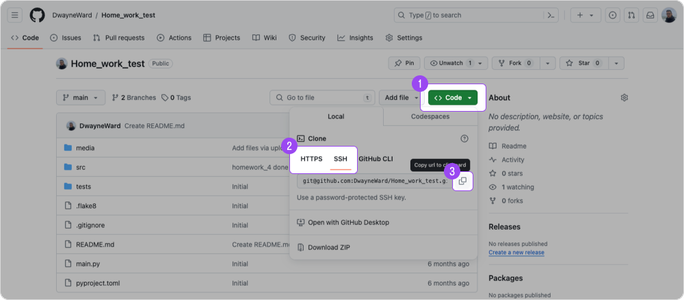 DwayneWard / Home_work_test
Type / to search
Code Issues Pull requests Actions Projects Wiki Security Insights Settings
Home_work_test Public
Pin Unwatch 1 Fork 0 Star 0
main 2 Branches 0 Tags
Go to file t Add file Code
1
DwayneWard Create README.md
media Add files via
src homework_4 done
tests Initial
.flake8 Initial
.gitignore Initial
README.md Create README.m
main.py Initial 6 months ago
pyproject.toml Initial 6 months ago
Local Codespaces
Clone
2
HTTPS SSH GitHub CLI
Copy url to
3
git@github.com:DwayneWard/Home_work_test.g
Use a password-protected SSH key.
Open with GitHub Desktop
Download ZIP
About
No description, website, or topics
provided.
Readme
Activity
0 stars
1 watching
0 forks
Releases
No releases published
Create a new release
Packages
No packages published